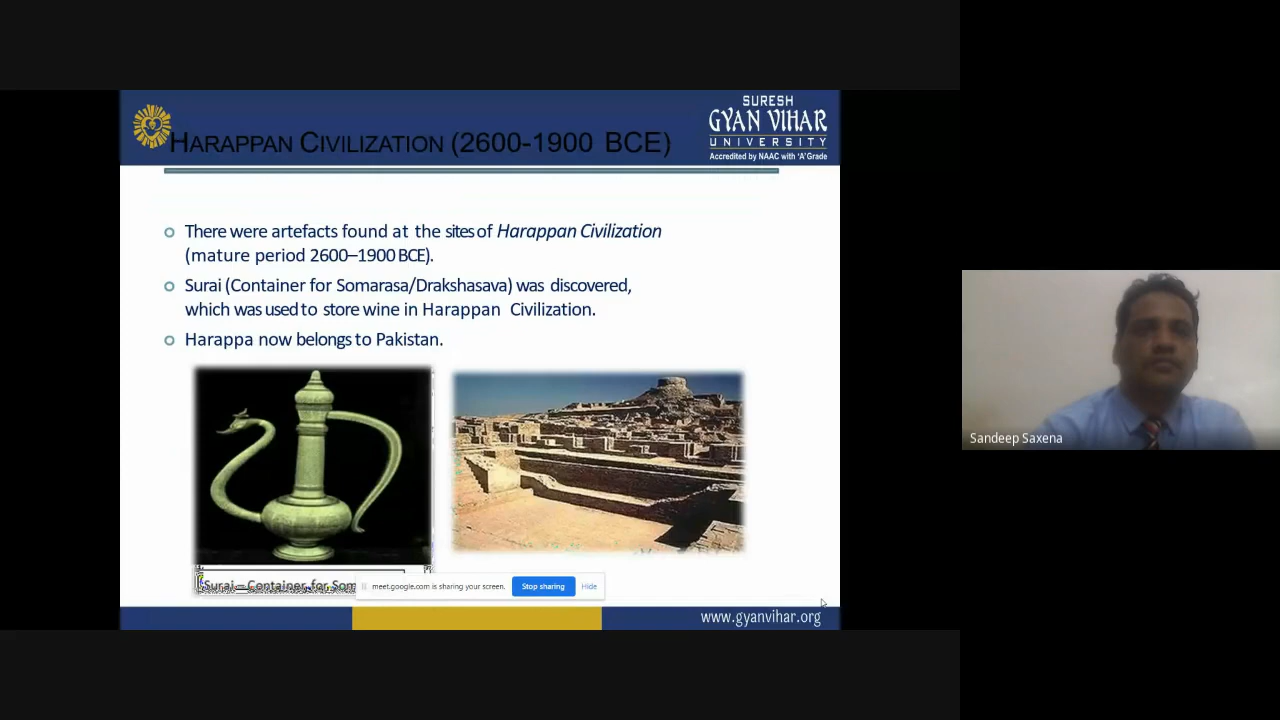 SURESH
GYAN VIHAR
UNIVERSITY
Accredited by NAAC with 'A' Grade
HARAPPAN CIVILIZATION (2600-1900 BCE)
There were artefacts found at the sites of Harappan Civilization
(mature period 2600–1900 BCE).
Surai (Container for Somarasa/Drakshasava) was discovered,
which was used to store wine in Harappan Civilization.
Harappa now belongs to Pakistan.
Surai – Container for Som
meet.google.com is sharing your screen. Stop sharing Hide
www.gyanvihar.org
Sandeep Saxena